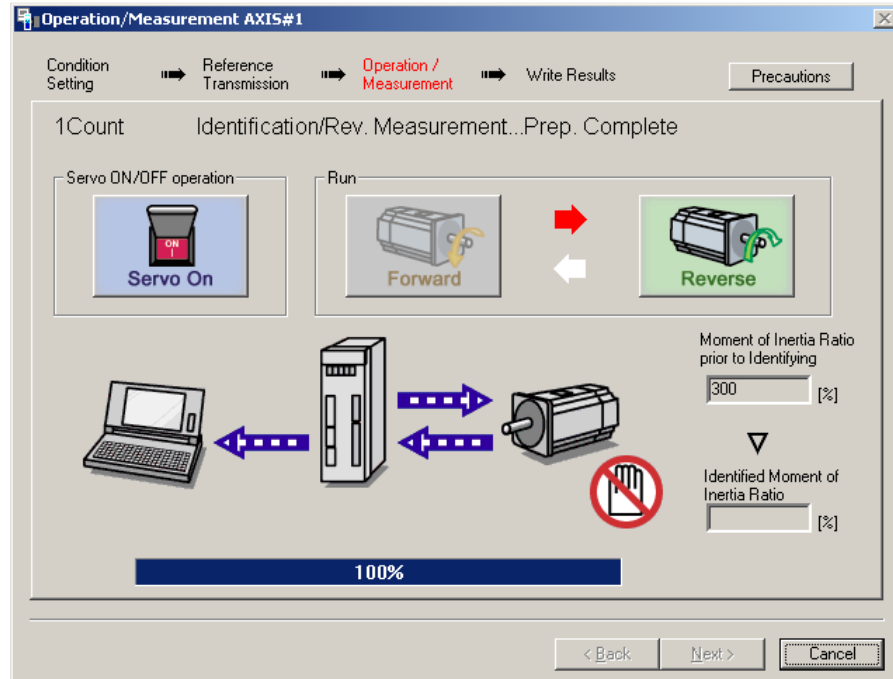 Operation/Measurement AXIS#1
Condition Setting
Reference Transmission
Operation / Measurement
Write Results
Precautions
1Count Identification/Rev. Measurement...Prep. Complete
Servo ON/OFF operation
Run
ON
I
Servo On
Forward
Reverse
Moment of Inertia Ratio
prior to Identifying
300 [%]
Identified Moment of
Inertia Ratio
[%]
100%
< Back
Next >
Cancel